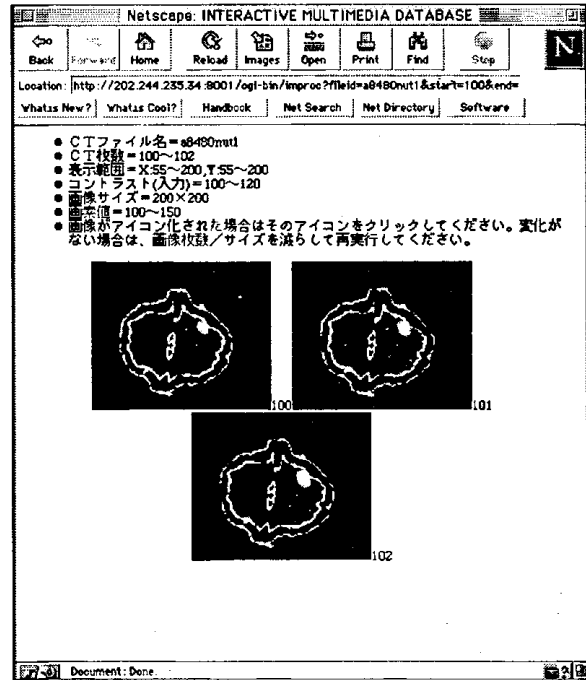 Netscape: INTERACTIVE MULTIMEDIA DATABASE
Back Forward Home Reload Images Open Print Find Stop
N
Location: http://202.244.235.34:8001/ogi-bin/improc?fileid=a8480nut1&start=100&end=
What's New? What's Cool? Handbook Net Search Net Directory Software
● CTファイル名=a8480nut1
● CT枚数=100～102
● 表示範囲=X:55～200,Y:55～200
● コントラスト(入力)=100～120
● 画像サイズ=200×200
● 画素値=100～150
● 画像がアイコン化された場合はそのアイコンをクリックしてください。変化が
ない場合は、画像枚数／サイズを減らして再実行してください。
100
101
102
Document: Done.